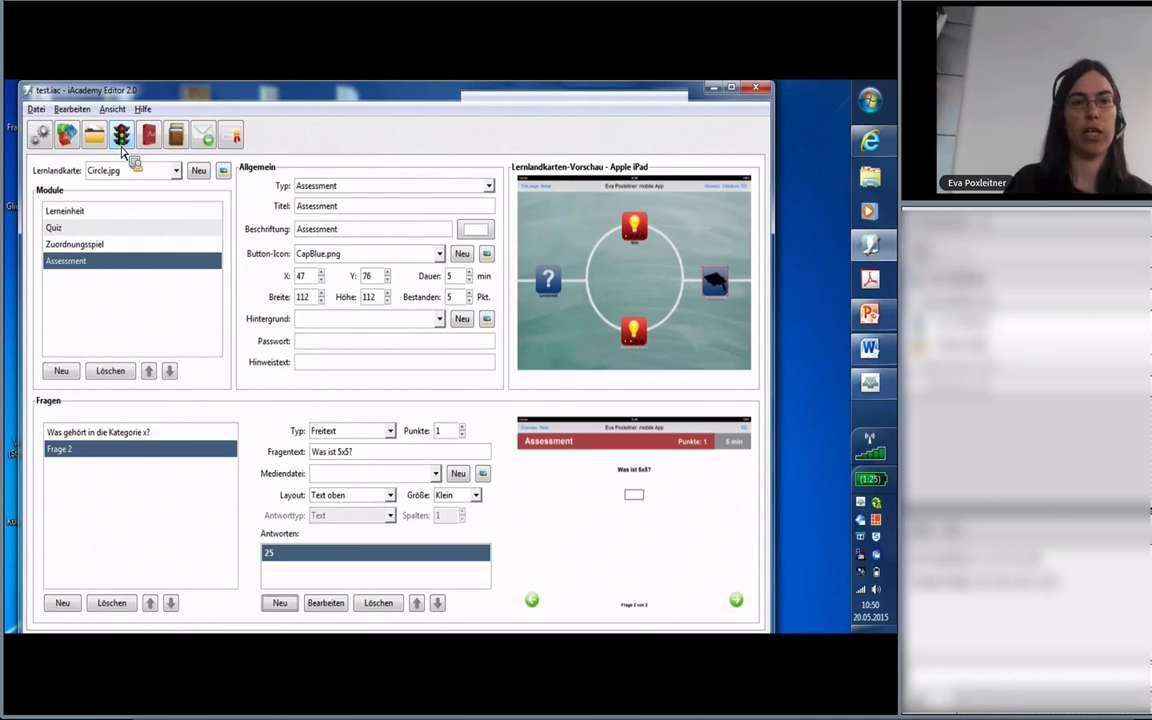 Eva Poxleitner
test.iac - iAcademy Editor 2.0
Datei Bearbeiten Ansicht Hilfe
Lernlandkarte: Circle.jpg Neu
Module
Lerneinheit
Quiz
Zuordnungsspiel
Assessment
Neu Löschen
Allgemein
Typ: Assessment
Titel: Assessment
Beschriftung: Assessment
Button-Icon: CapBlue.png Neu
X: 47 Y: 76 Dauer: 5 min
Breite: 112 Höhe: 112 Bestanden: 5 Pkt.
Hintergrund: Neu
Passwort:
Hinweistext:
Lernlandkarten-Vorschau - Apple iPad
Eva Poxleitner: mobile App
Fragen
Was gehört in die Kategorie x?
Frage 2
Neu Löschen
Typ: Freitext Punkte: 1
Fragentext: Was ist 5x5?
Mediendatei: Neu
Layout: Text oben Größe: Klein
Antworttyp: Text Spalten: 1
Antworten:
25
Neu Bearbeiten Löschen
Eva Poxleitner: mobile App
Assessment Punkte: 1 5 min
Was ist 5x5?
Frage 2 von 2
(1:25)
10:50
20.05.2015